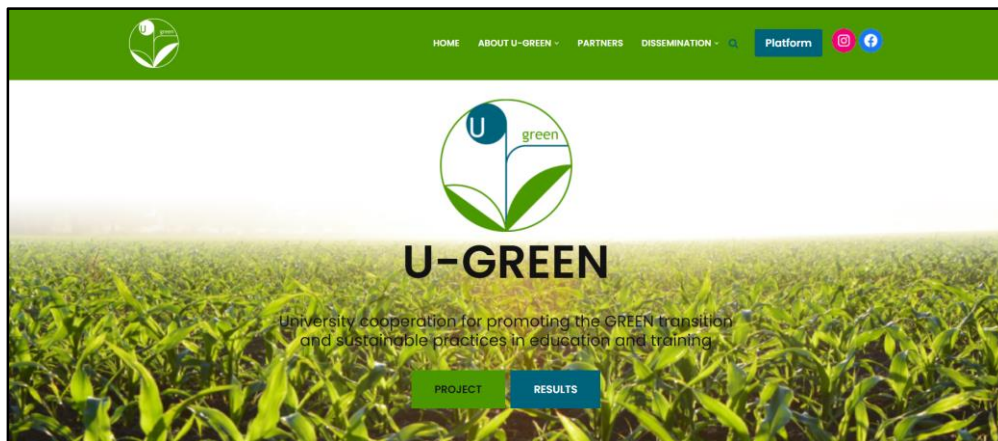 U green
HOME ABOUT U-GREEN PARTNERS DISSEMINATION Platform
U green
U-GREEN
University cooperation for promoting the GREEN transition
and sustainable practices in education and training
PROJECT RESULTS